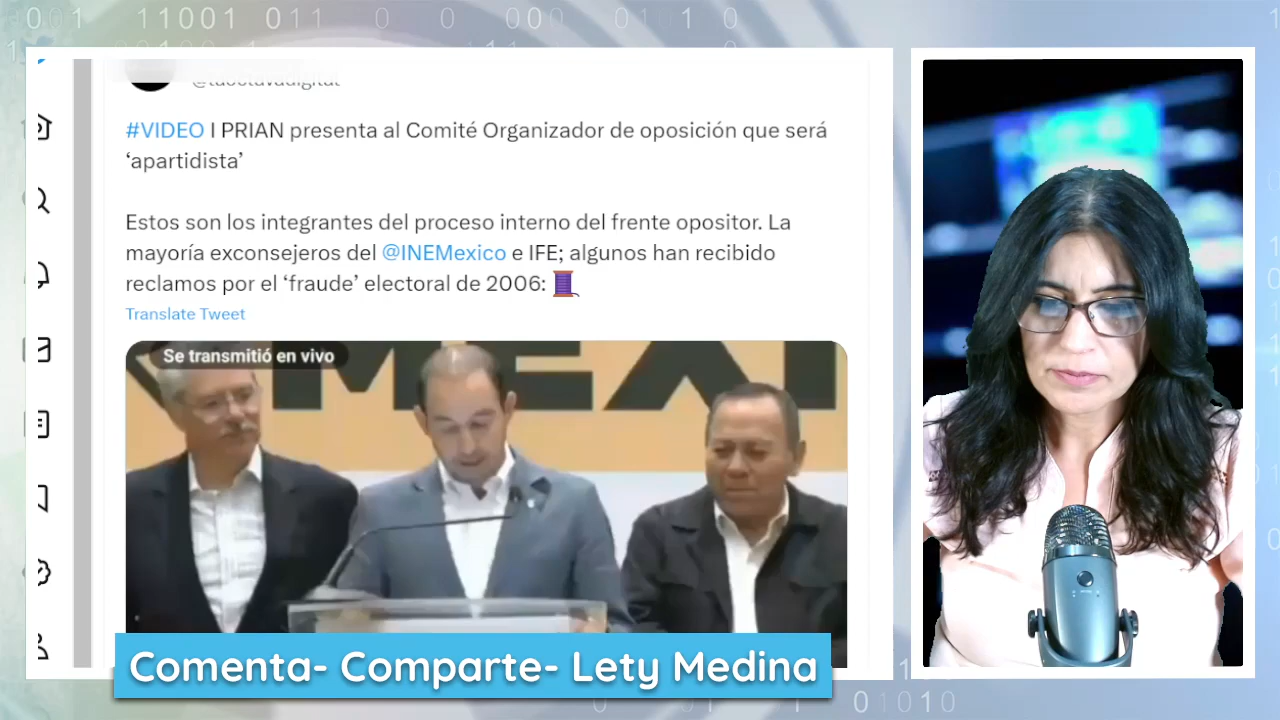 @laoctavadigital
#VIDEO I PRIAN presenta al Comité Organizador de oposición que será
‘apartidista’
Estos son los integrantes del proceso interno del frente opositor. La
mayoría exconsejeros del @INEMexico e IFE; algunos han recibido
reclamos por el ‘fraude’ electoral de 2006:
Translate Tweet
Se transmitió en vivo
MEXI
Comenta- Comparte- Lety Medina